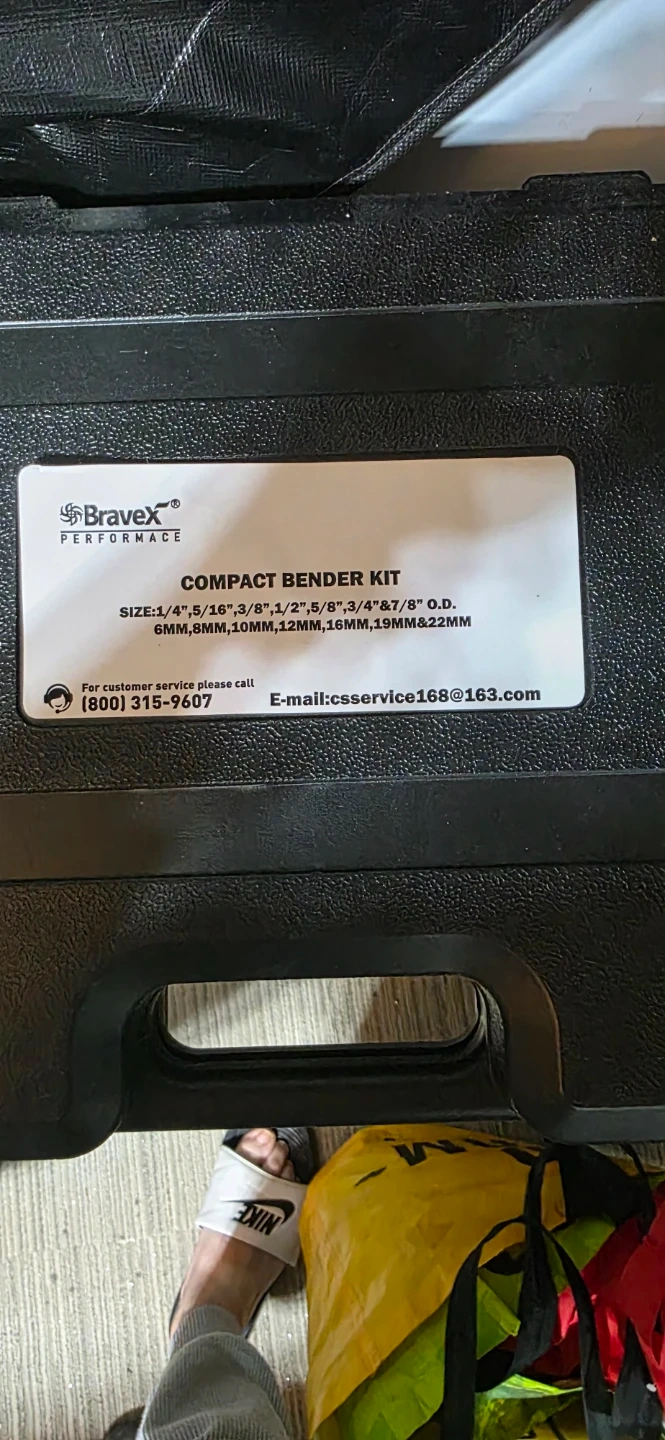 BraveX®
PERFORMACE
COMPACT BENDER KIT
SIZE:1/4”,5/16”,3/8”,1/2”,5/8”,3/4”&7/8” O.D.
6MM,8MM,10MM,12MM,16MM,19MM&22MM
For customer service please call
(800) 315-9607
E-mail:csservice168@163.com
NIKE